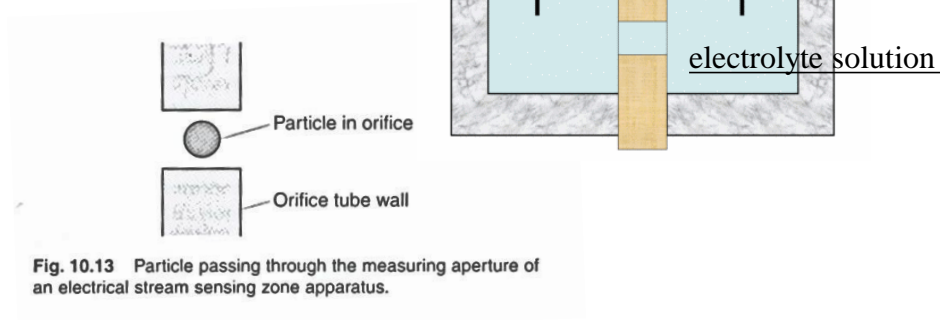 electrolyte solution
Particle in orifice
Orifice tube wall
Fig. 10.13 Particle passing through the measuring aperture of
an electrical stream sensing zone apparatus.